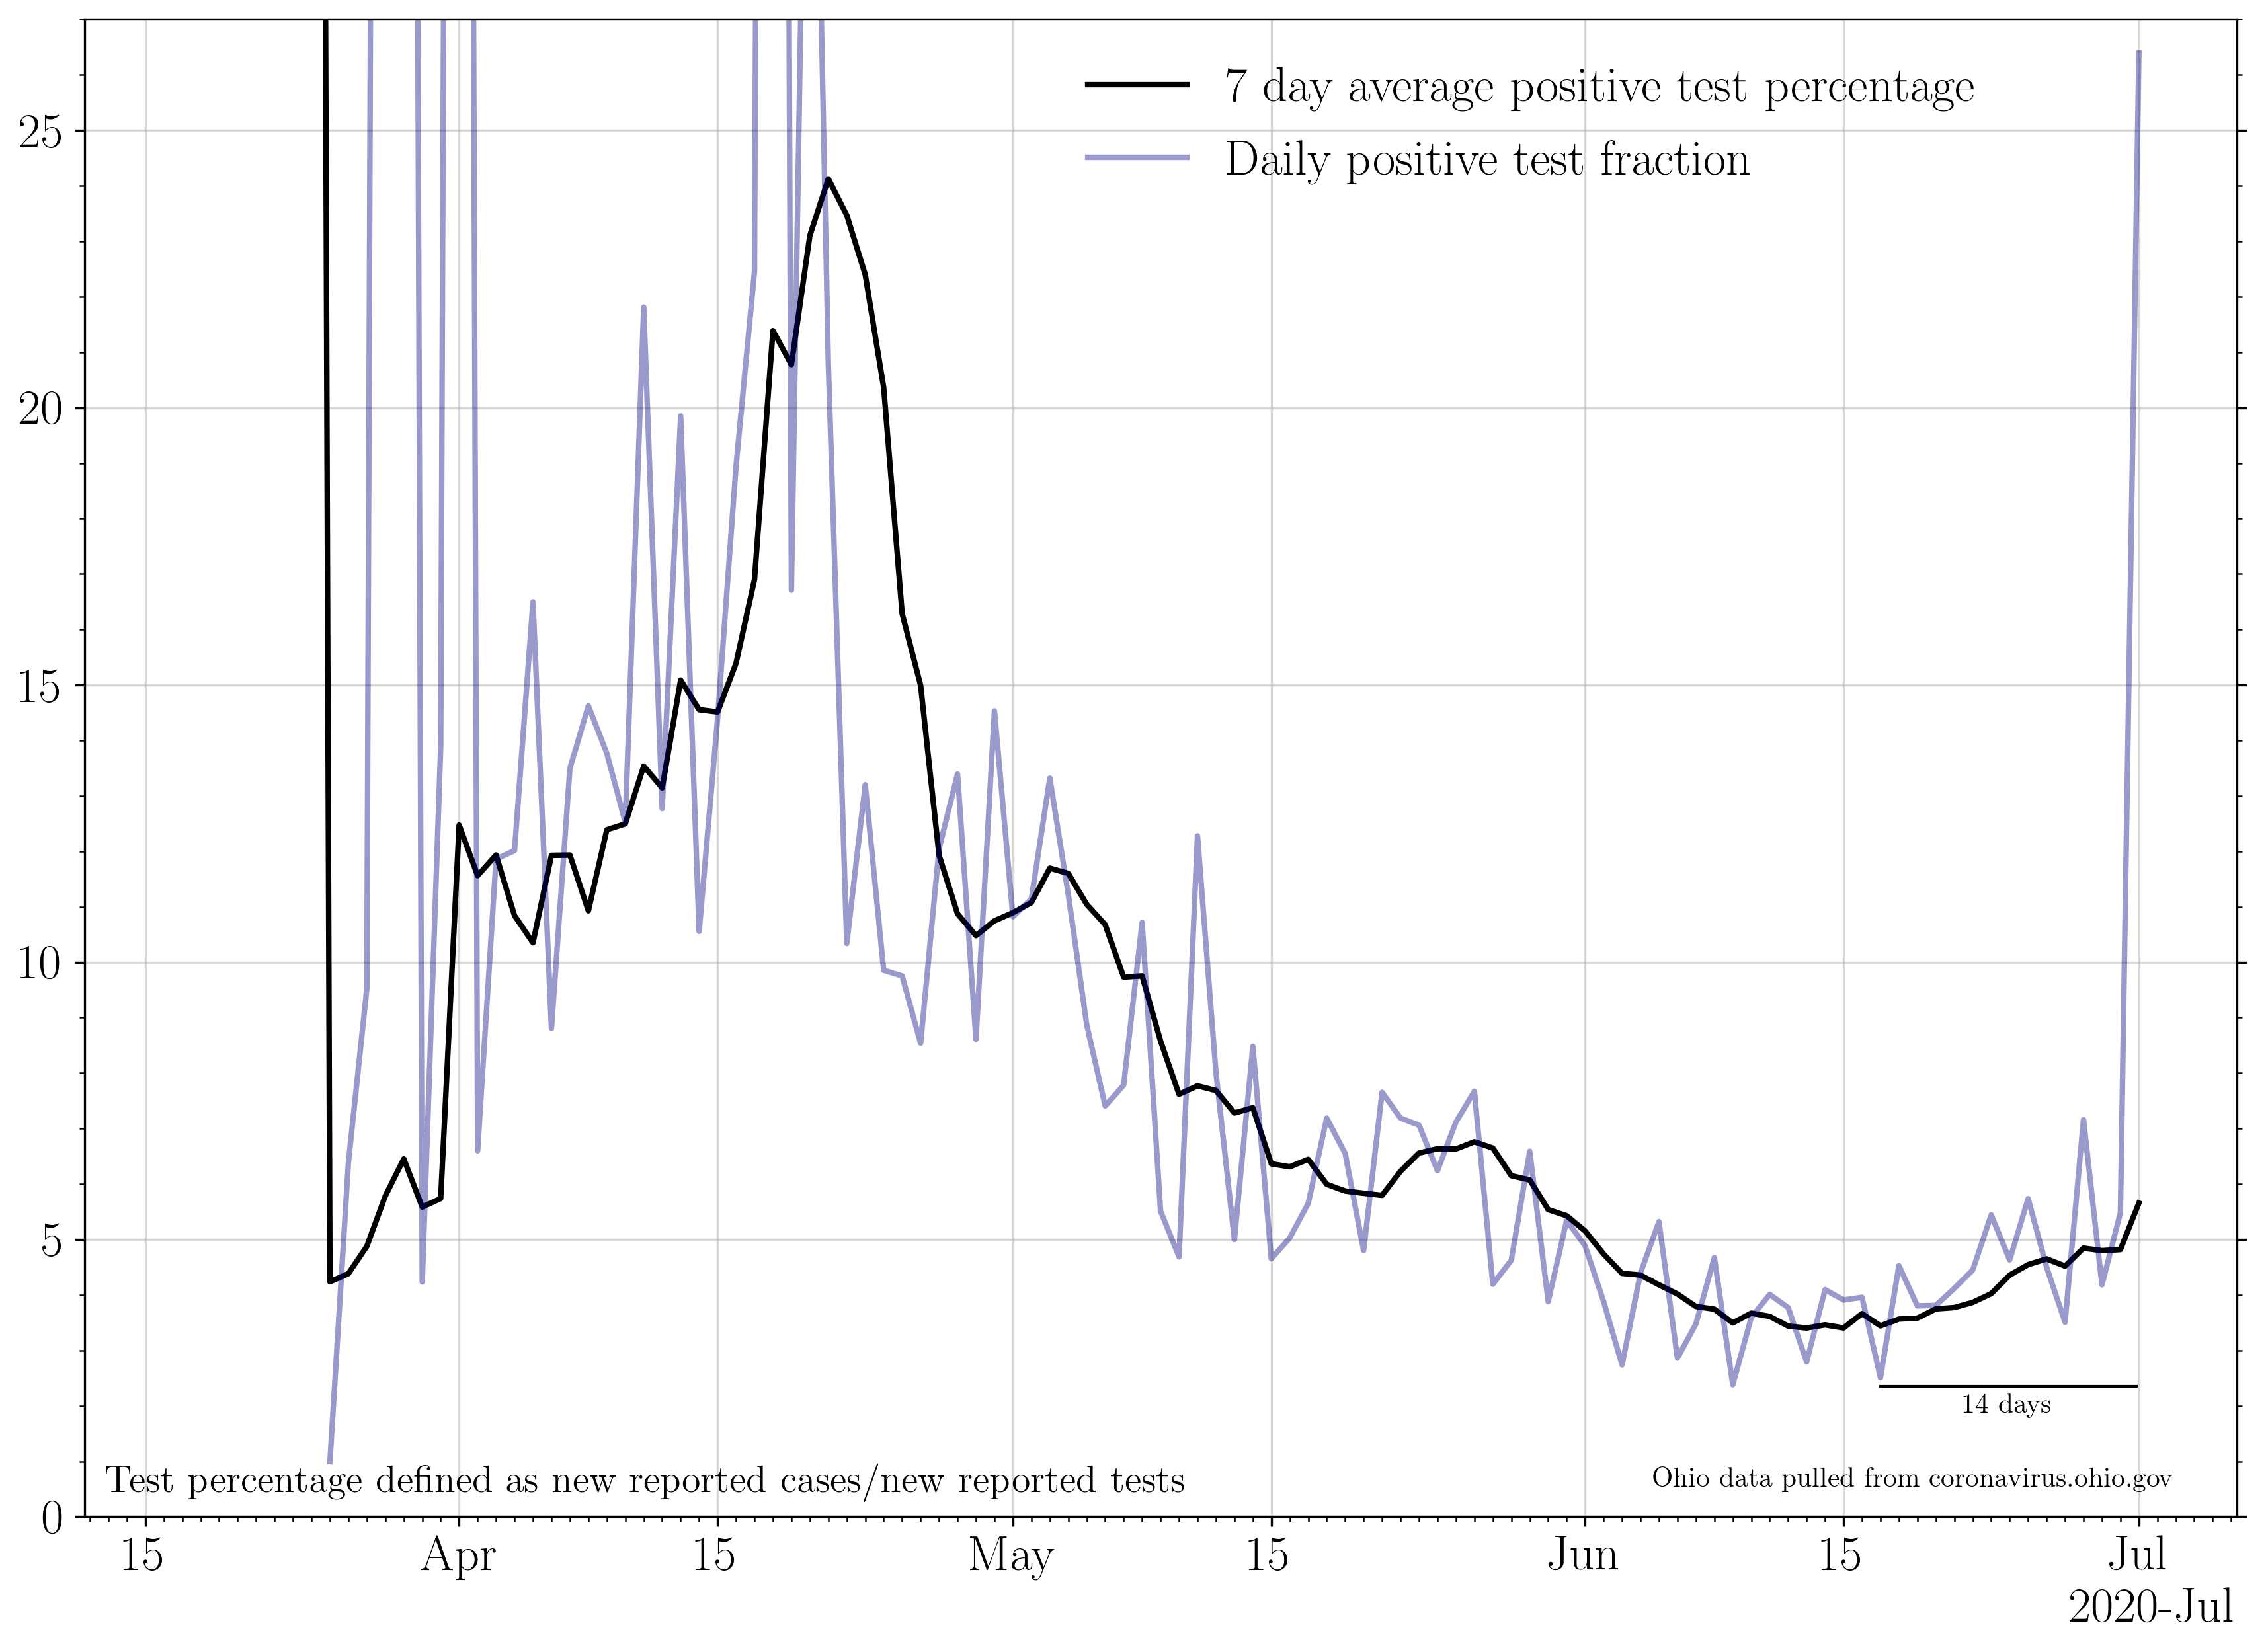 7 day average positive test percentage
Daily positive test fraction
25
20
15
10
5
0
14 days
Test percentage defined as new reported cases/new reported tests
Ohio data pulled from coronavirus.ohio.gov
15 Apr 15 May 15 Jun 15 Jul
2020-Jul